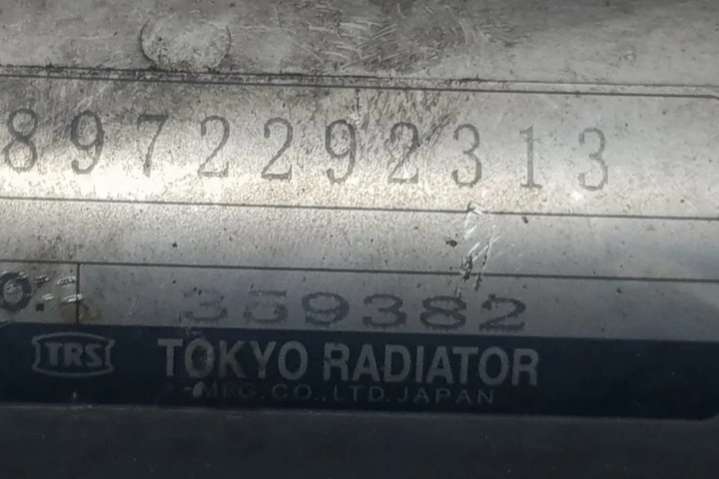 8972292313
o. 359382
TRS TOKYO RADIATOR
MFG. CO., LTD. JAPAN